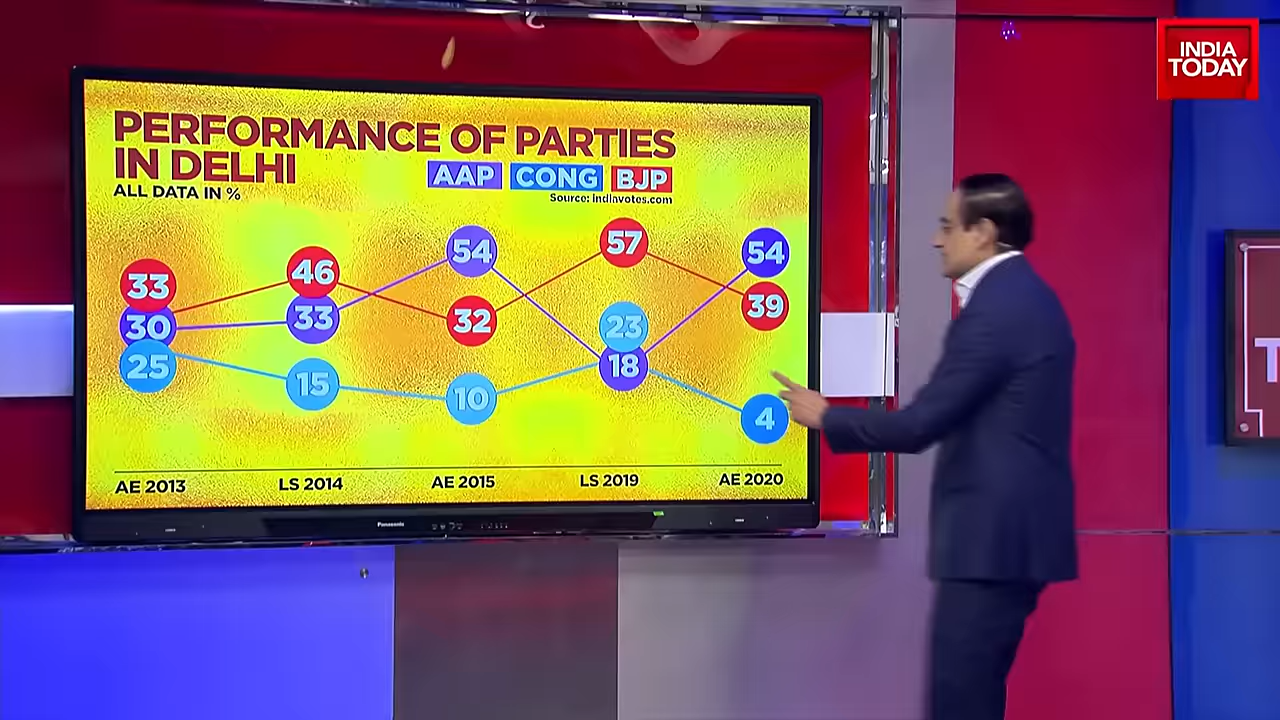 INDIA
TODAY
PERFORMANCE OF PARTIES
IN DELHI
AAP CONG BJP
ALL DATA IN %
Source: indiavotes.com
33 46 54 57 54
30 33 32 23 39
25 15 10 18 4
AE 2013 LS 2014 AE 2015 LS 2019 AE 2020
Panasonic
T